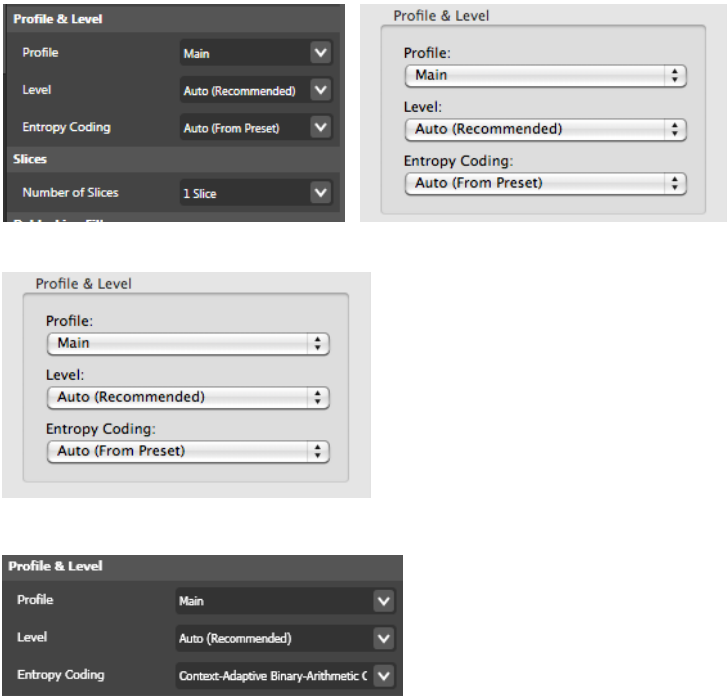 Profile & Level
Profile Main
Level Auto (Recommended)
Entropy Coding Auto (From Preset)
Slices
Number of Slices 1 Slice
Profile & Level
Profile:
Main
Level:
Auto (Recommended)
Entropy Coding:
Auto (From Preset)
Profile & Level
Profile:
Main
Level:
Auto (Recommended)
Entropy Coding:
Auto (From Preset)
Profile & Level
Profile Main
Level Auto (Recommended)
Entropy Coding Context-Adaptive Binary-Arithmetic C